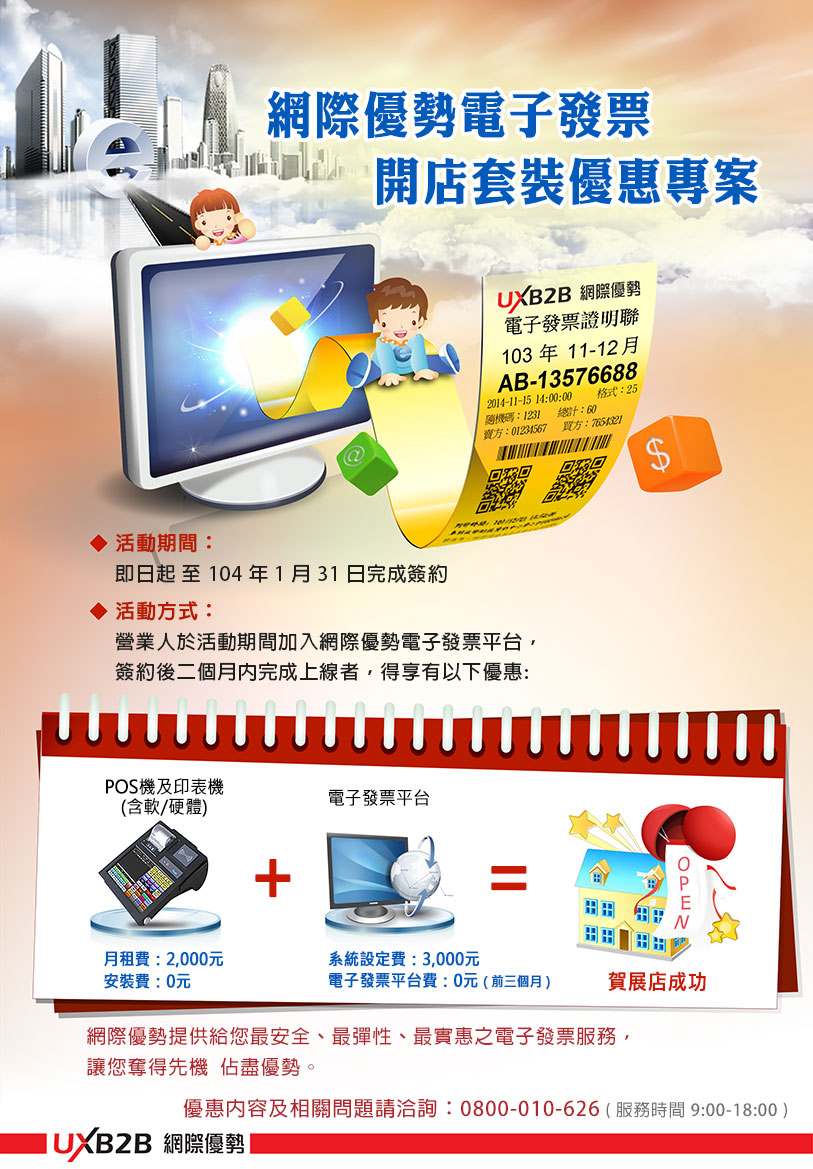 網際優勢電子發票
開店套裝優惠專案
UXB2B 網際優勢
電子發票證明聯
103 年 11-12月
AB-13576688
2014-11-15 14:00:00 格式：25
隨機碼：1231 總計：60
賣方：01234567 買方：7654321
@
$
◆ 活動期間：
即日起 至 104 年 1 月 31 日完成簽約
◆ 活動方式：
營業人於活動期間加入網際優勢電子發票平台，
簽約後二個月內完成上線者，得享有以下優惠:
POS機及印表機
(含軟/硬體)
電子發票平台
+
=
OPEN
月租費：2,000元
安裝費：0元
系統設定費：3,000元
電子發票平台費：0元 ( 前三個月 )
賀展店成功
網際優勢提供給您最安全、最彈性、最實惠之電子發票服務，
讓您奪得先機 佔盡優勢。
優惠內容及相關問題請洽詢：0800-010-626 ( 服務時間 9:00-18:00 )
UXB2B 網際優勢